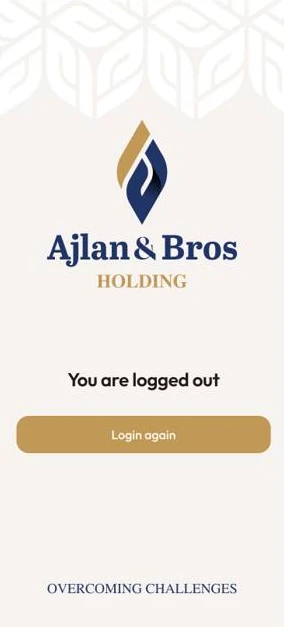 Ajlan & Bros
HOLDING
You are logged out
Login again
OVERCOMING CHALLENGES